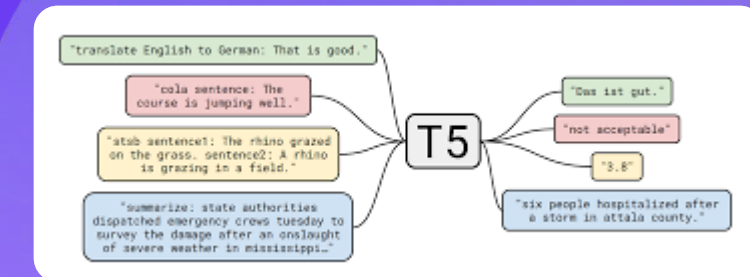 "translate English to German: That is good."
"cola sentence: The
course is jumping well."
"stsb sentence1: The rhino grazed
on the grass. sentence2: A rhino
is grazing in a field."
"summarize: state authorities
dispatched emergency crews tuesday to
survey the damage after an onslaught
of severe weather in mississippi…"
T5
"Das ist gut."
"not acceptable"
"3.8"
"six people hospitalized after
a storm in attala county."